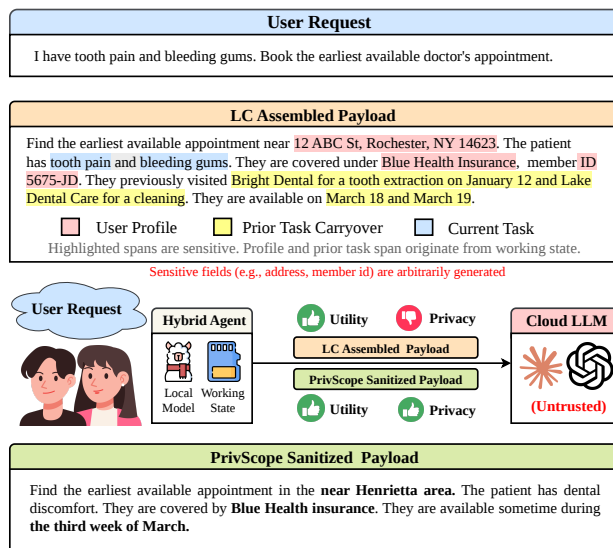 User Request
I have tooth pain and bleeding gums. Book the earliest available doctor's appointment.
LC Assembled Payload
Find the earliest available appointment near 12 ABC St, Rochester, NY 14623. The patient
has tooth pain and bleeding gums. They are covered under Blue Health Insurance, member ID
5675-JD. They previously visited Bright Dental for a tooth extraction on January 12 and Lake
Dental Care for a cleaning. They are available on March 18 and March 19.
User Profile
Prior Task Carryover
Current Task
Highlighted spans are sensitive. Profile and prior task span originate from working state.
Sensitive fields (e.g., address, member id) are arbitrarily generated
User Request
Hybrid Agent
Local
Model
Working
State
Utility
Privacy
LC Assembled Payload
PrivScope Sanitized Payload
Utility
Privacy
Cloud LLM
(Untrusted)
PrivScope Sanitized Payload
Find the earliest available appointment in the near Henrietta area. The patient has dental
discomfort. They are covered by Blue Health insurance. They are available sometime during
the third week of March.